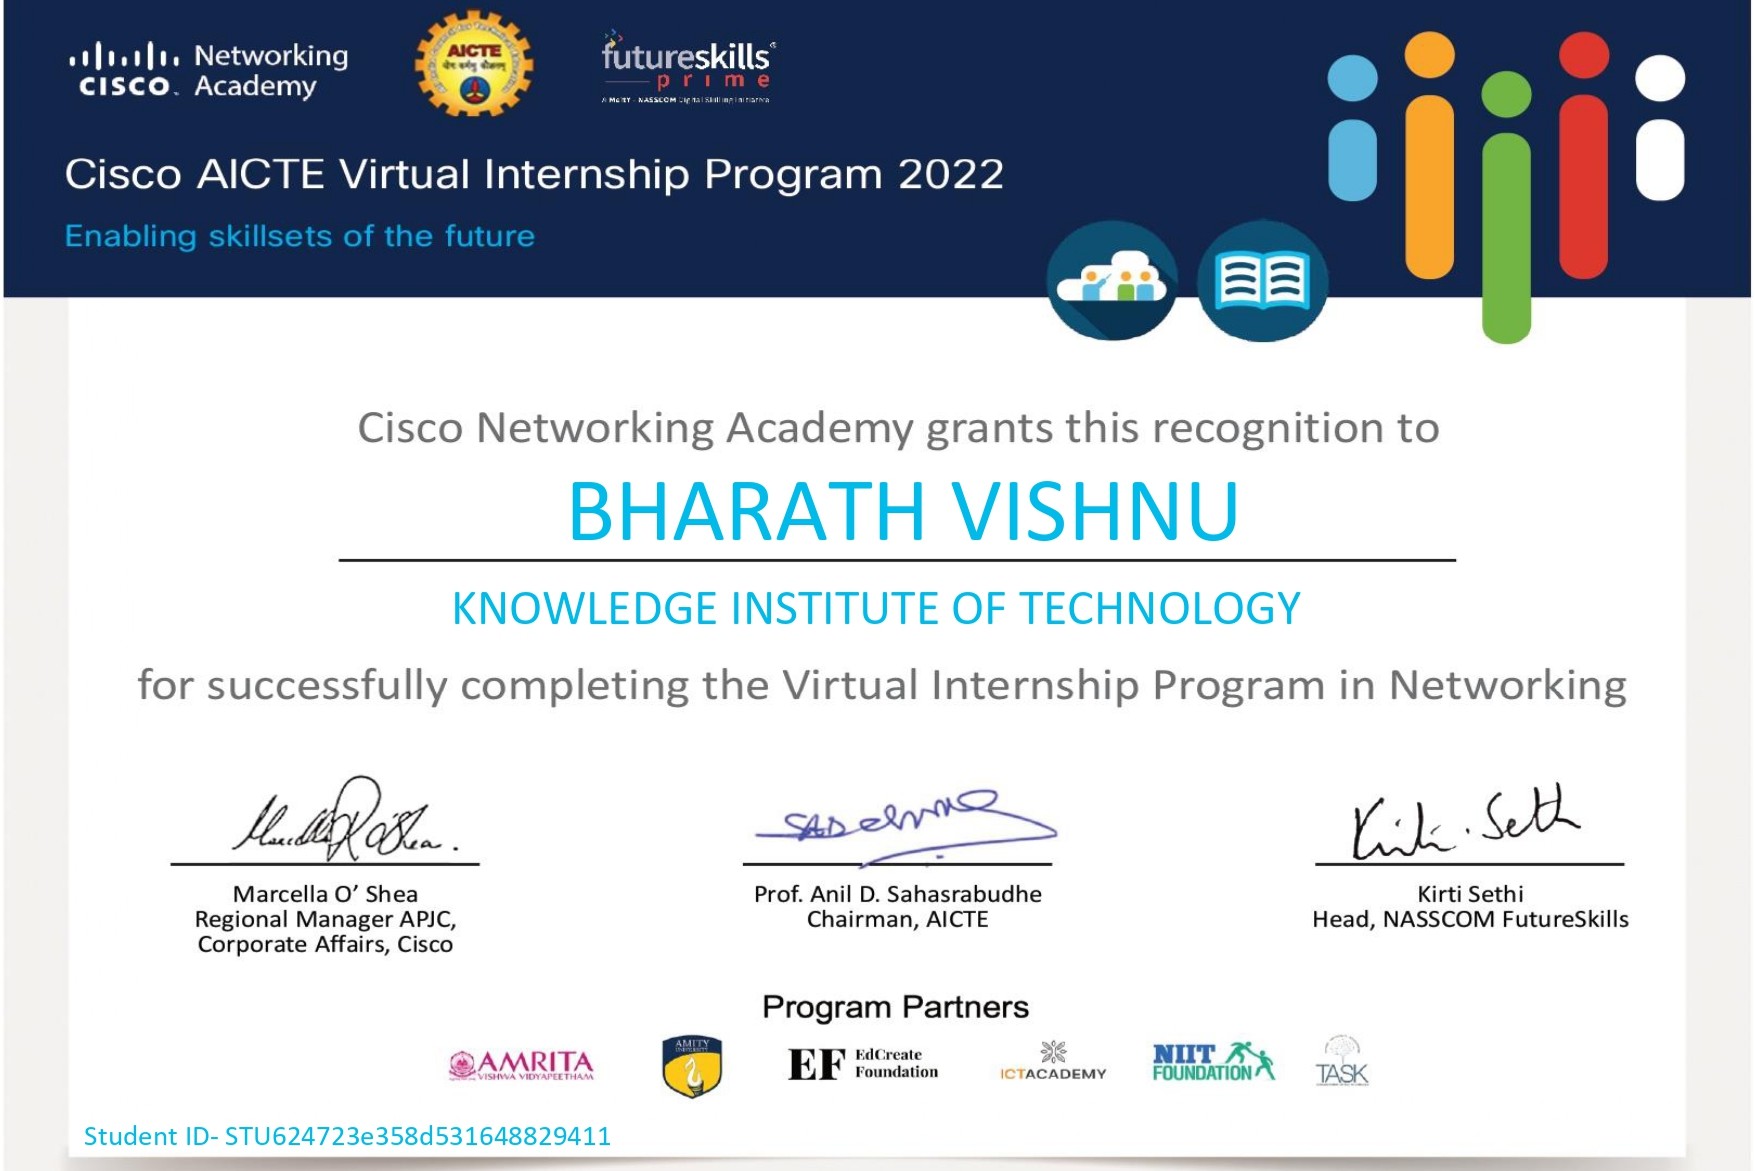 Networking
CISCO Academy
AICTE
futureskills
prime
A MeitY - NASSCOM Digital Skilling Initiative
Cisco AICTE Virtual Internship Program 2022
Enabling skillsets of the future
Cisco Networking Academy grants this recognition to
BHARATH VISHNU
KNOWLEDGE INSTITUTE OF TECHNOLOGY
for successfully completing the Virtual Internship Program in Networking
Marcella O’ Shea
Regional Manager APJC,
Corporate Affairs, Cisco
Prof. Anil D. Sahasrabudhe
Chairman, AICTE
Kirti Sethi
Head, NASSCOM FutureSkills
Program Partners
AMRITA
VISHWA VIDYAPEETHAM
AMITY
UNIVERSITY
EF EdCreate
Foundation
ICTACADEMY
NIIT
FOUNDATION
TASK
Student ID- STU624723e358d531648829411